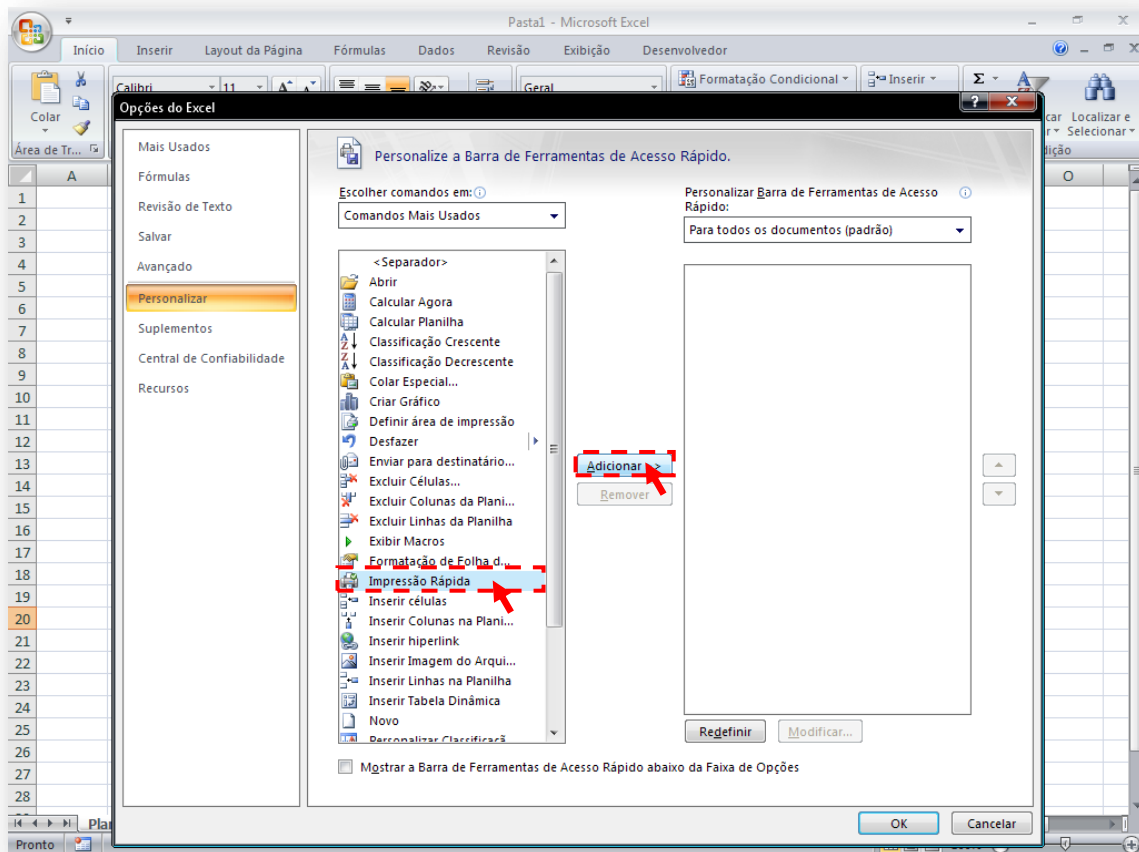 Pasta1 - Microsoft Excel
Início Inserir Layout da Página Fórmulas Dados Revisão Exibição Desenvolvedor
Calibri 11 Geral Formatação Condicional Inserir Σ
Colar
Localizar e
Selecionar
Área de Tr...
Opções do Excel
Mais Usados
Fórmulas
Revisão de Texto
Salvar
Avançado
Personalizar
Suplementos
Central de Confiabilidade
Recursos
Personalize a Barra de Ferramentas de Acesso Rápido.
Escolher comandos em:
Comandos Mais Usados
Personalizar Barra de Ferramentas de Acesso
Rápido:
Para todos os documentos (padrão)
<Separador>
Abrir
Calcular Agora
Calcular Planilha
Classificação Crescente
Classificação Decrescente
Colar Especial...
Criar Gráfico
Definir área de impressão
Desfazer
Enviar para destinatário...
Excluir Células...
Excluir Colunas da Plani...
Excluir Linhas da Planilha
Exibir Macros
Formatação de Folha d...
Impressão Rápida
Inserir células
Inserir Colunas na Plani...
Inserir hiperlink
Inserir Imagem do Arqui...
Inserir Linhas na Planilha
Inserir Tabela Dinâmica
Novo
Personalizar Classificaçã
Adicionar >
Remover
Redefinir Modificar...
Mostrar a Barra de Ferramentas de Acesso Rápido abaixo da Faixa de Opções
OK Cancelar
A O
1
2
3
4
5
6
7
8
9
10
11
12
13
14
15
16
17
18
19
20
21
22
23
24
25
26
27
28
Pronto